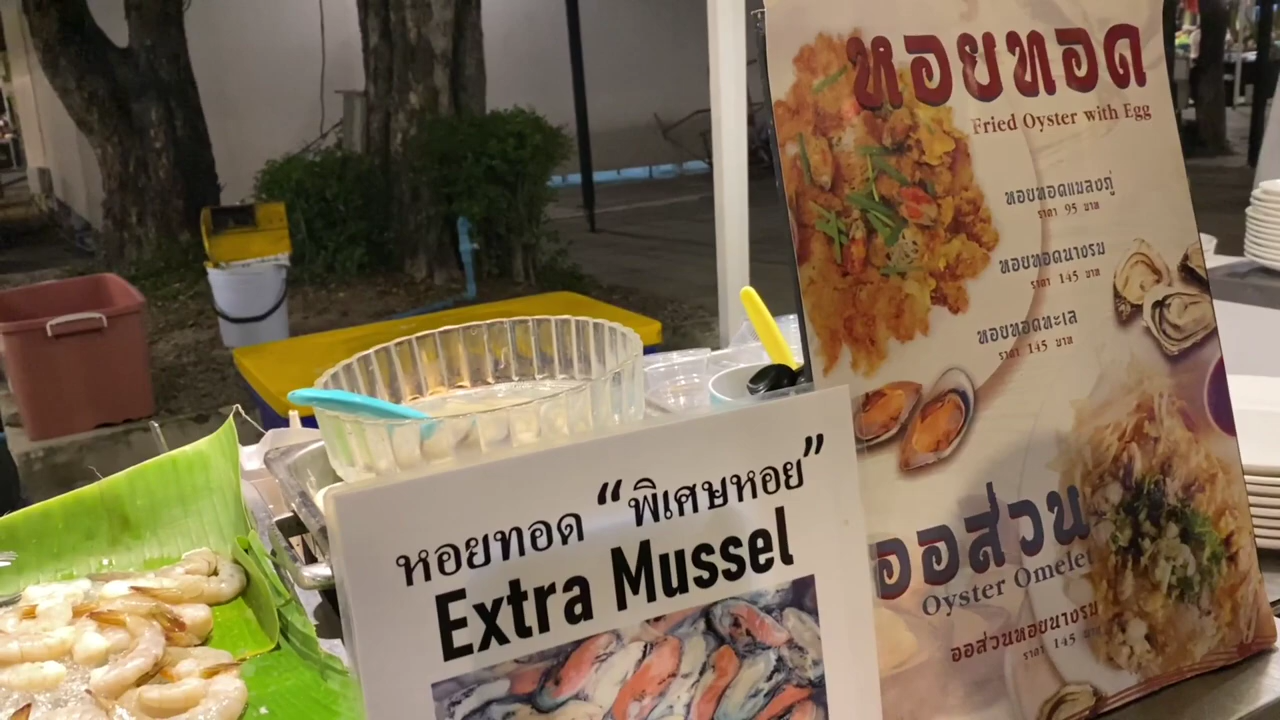 หอยทอด
Fried Oyster with Egg
หอยทอดแมลงภู่
ราคา 95 บาท
หอยทอดนางรม
ราคา 145 บาท
หอยทอดทะเล
ราคา 145 บาท
ออส่วน
Oyster Omelet
ออส่วนหอยนางรม
ราคา 145 บาท
หอยทอด “พิเศษหอย”
Extra Mussel